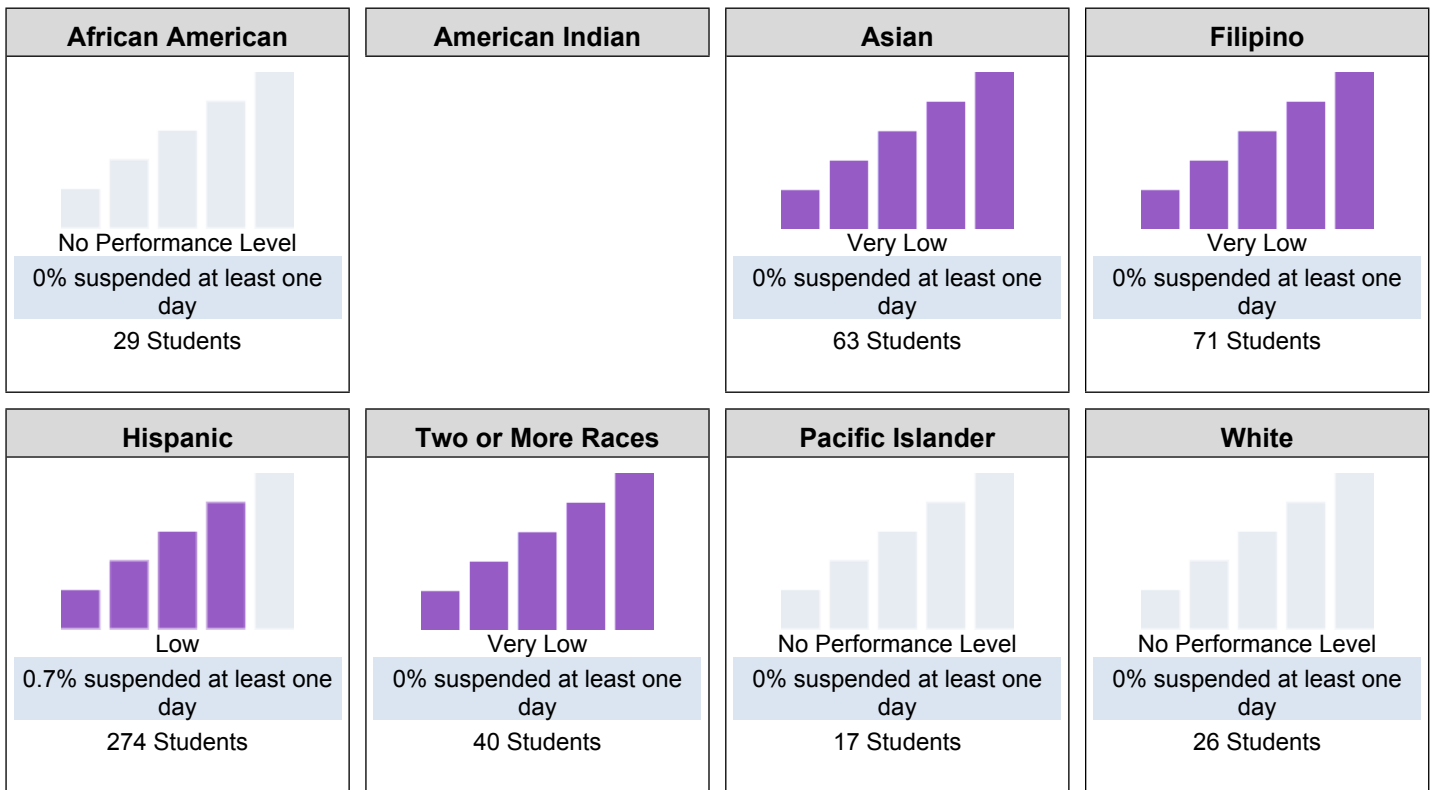 African American
American Indian
Asian
Filipino
No Performance Level
0% suspended at least one
day
29 Students
Very Low
0% suspended at least one
day
63 Students
Very Low
0% suspended at least one
day
71 Students
Hispanic
Two or More Races
Pacific Islander
White
Low
0.7% suspended at least one
day
274 Students
Very Low
0% suspended at least one
day
40 Students
No Performance Level
0% suspended at least one
day
17 Students
No Performance Level
0% suspended at least one
day
26 Students